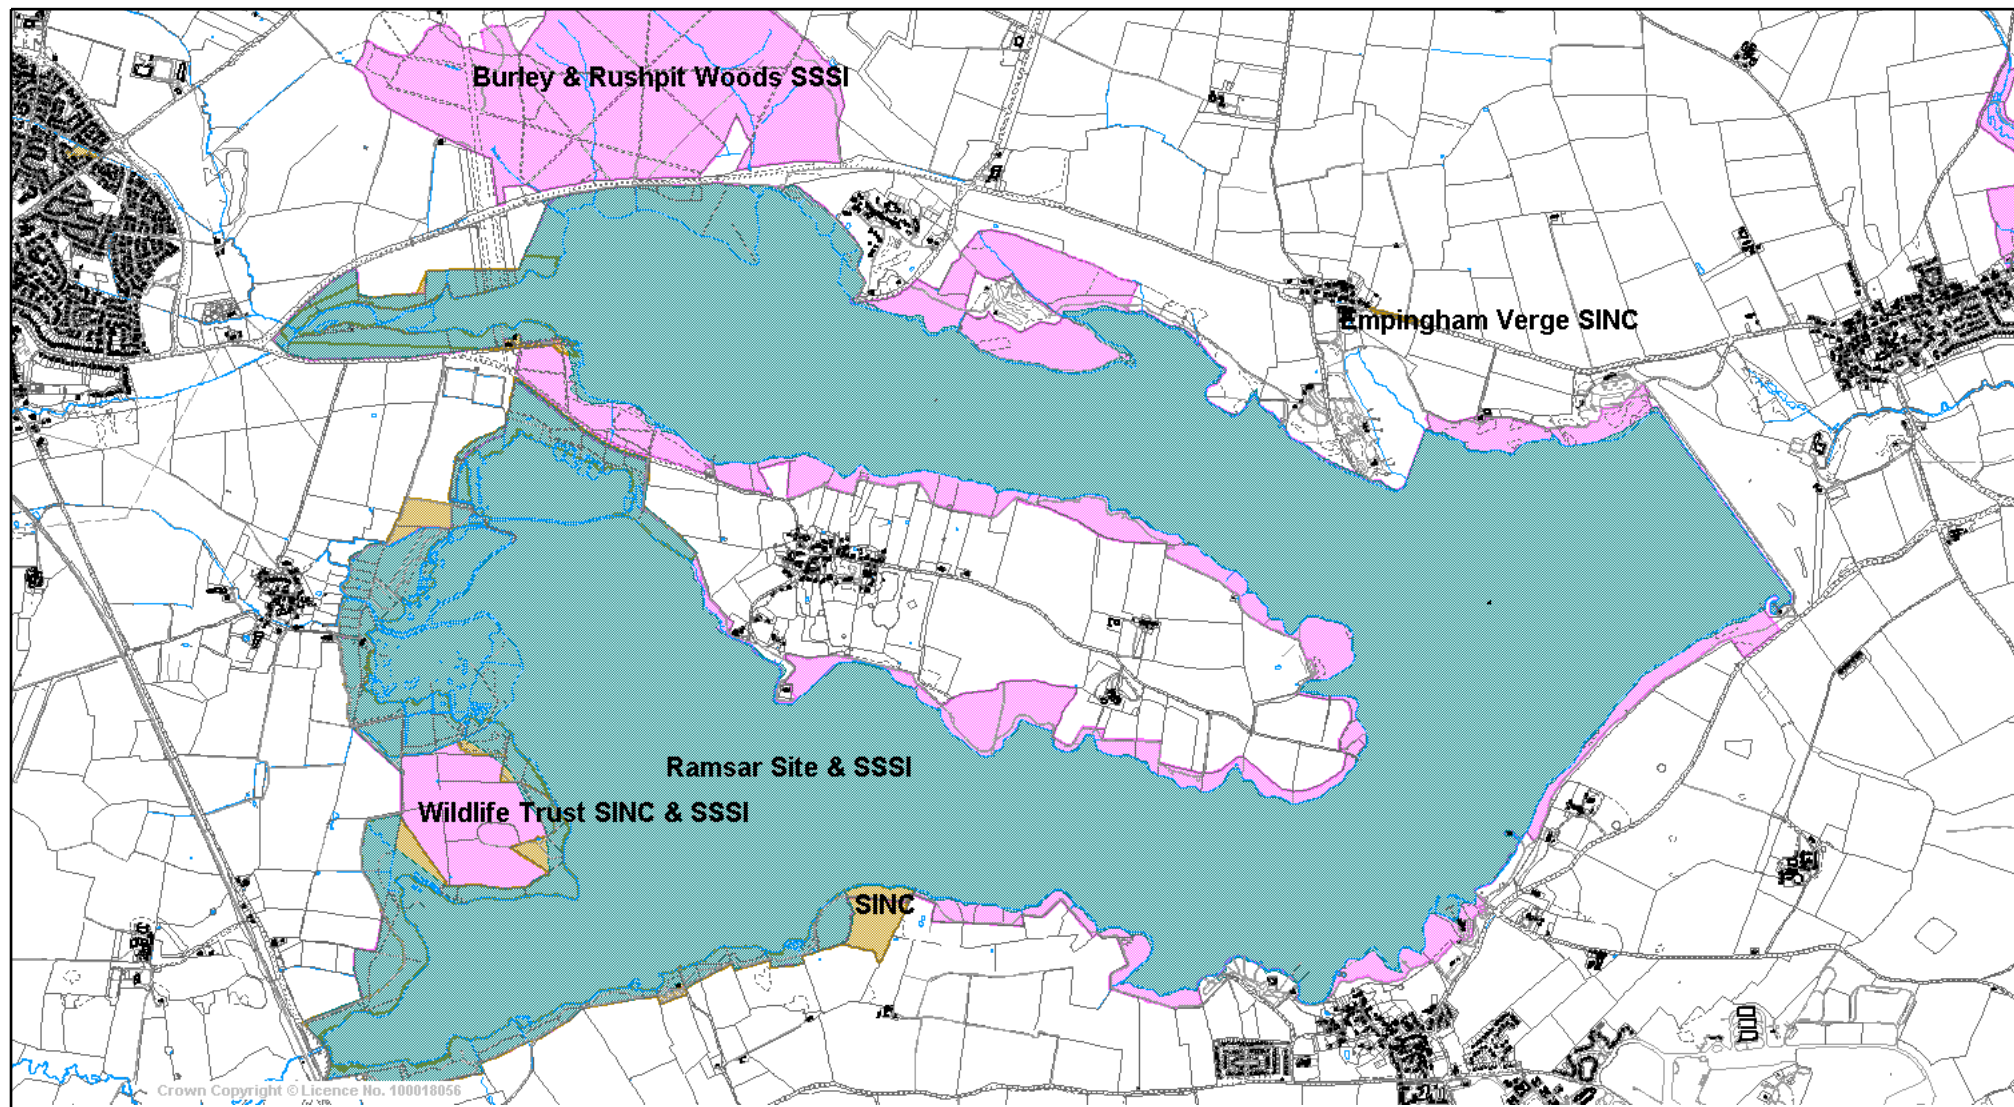 Burley & Rushpit Woods SSSI
Empingham Verge SINC
Ramsar Site & SSSI
Wildlife Trust SINC & SSSI
SINC
Crown Copyright © Licence No. 100018056